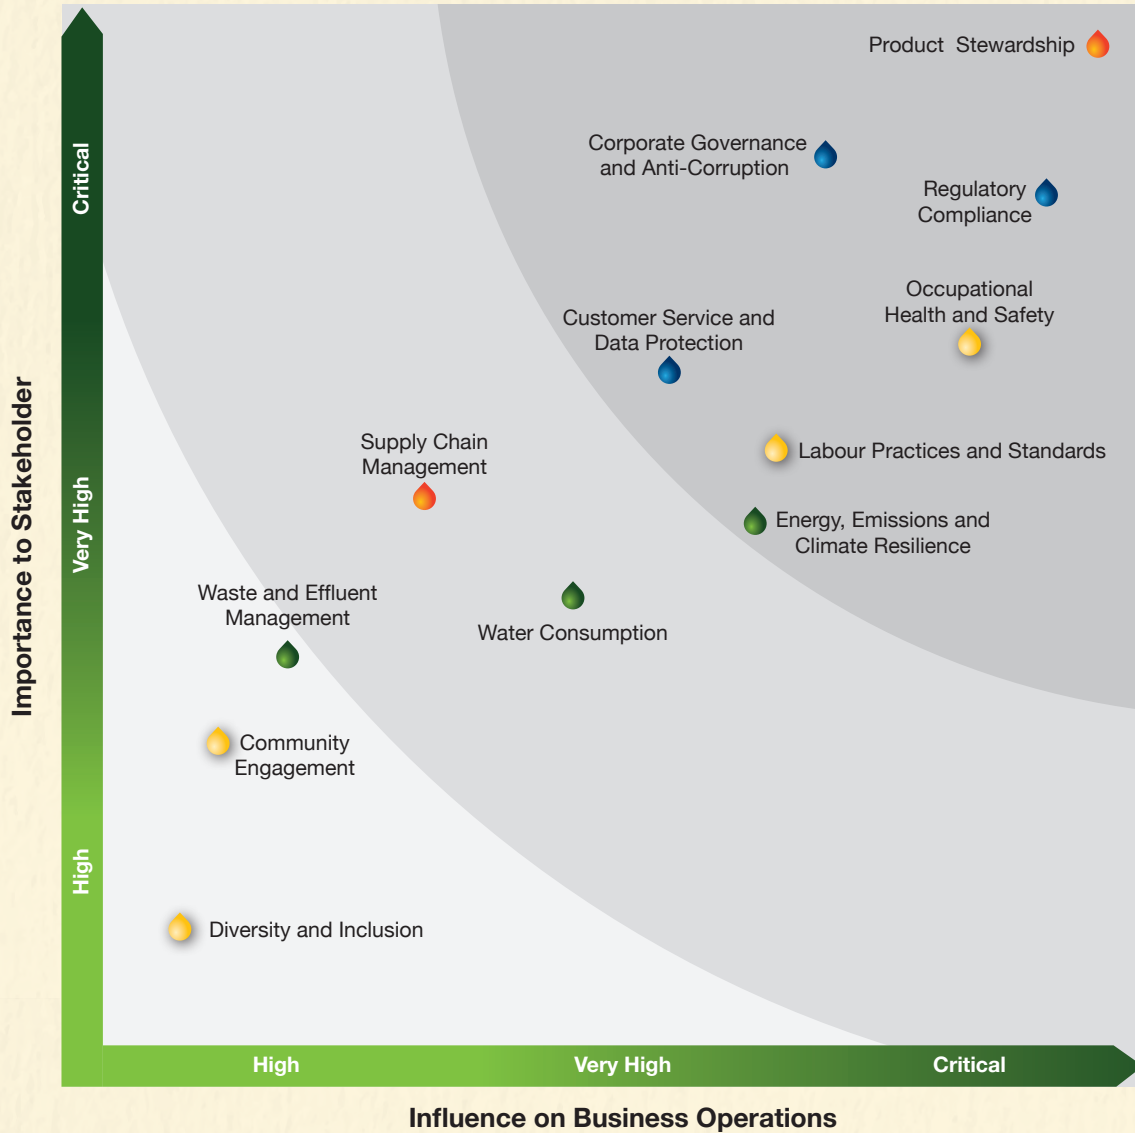 Product Stewardship
Corporate Governance
and Anti-Corruption
Regulatory
Compliance
Occupational
Health and Safety
Customer Service and
Data Protection
Supply Chain
Management
Labour Practices and Standards
Energy, Emissions and
Climate Resilience
Waste and Effluent
Management
Water Consumption
Community
Engagement
Diversity and Inclusion
Importance to Stakeholder
Critical
Very High
High
High
Very High
Critical
Influence on Business Operations